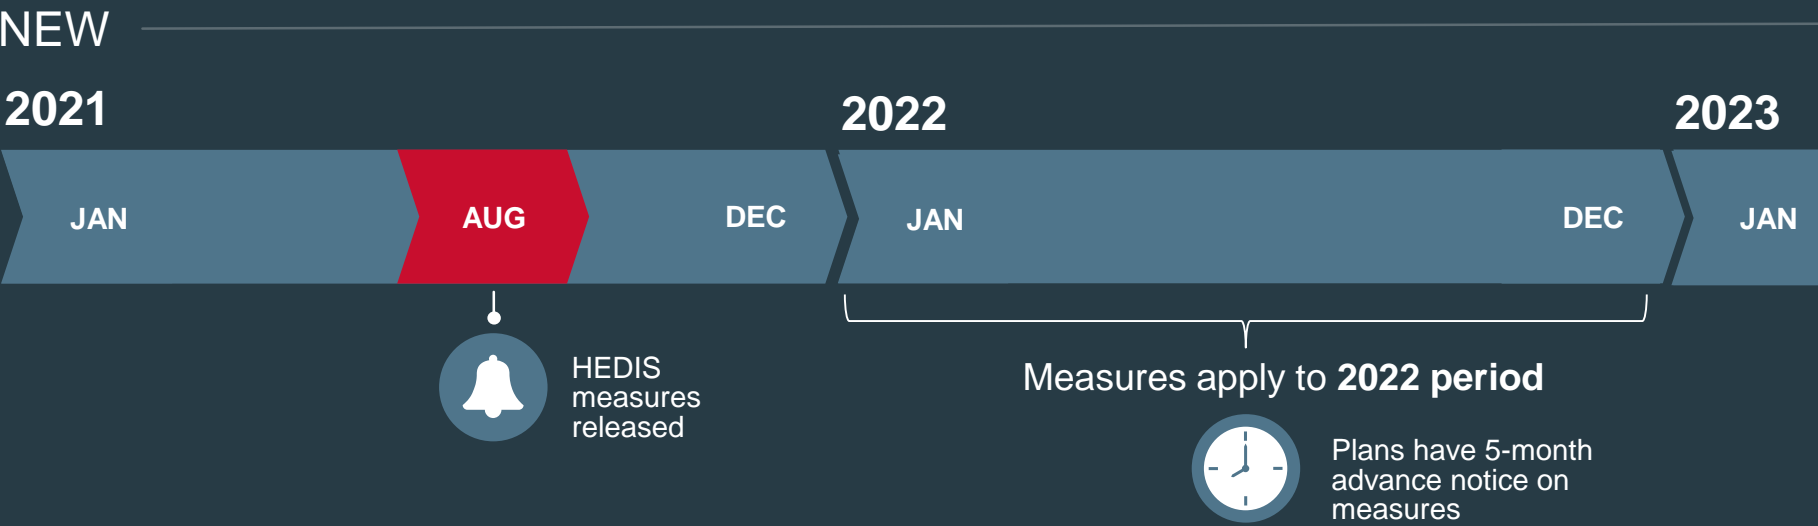 NEW
2021
2022
2023
JAN
AUG
DEC
JAN
DEC
JAN
HEDIS
measures
released
Measures apply to 2022 period
Plans have 5-month
advance notice on
measures